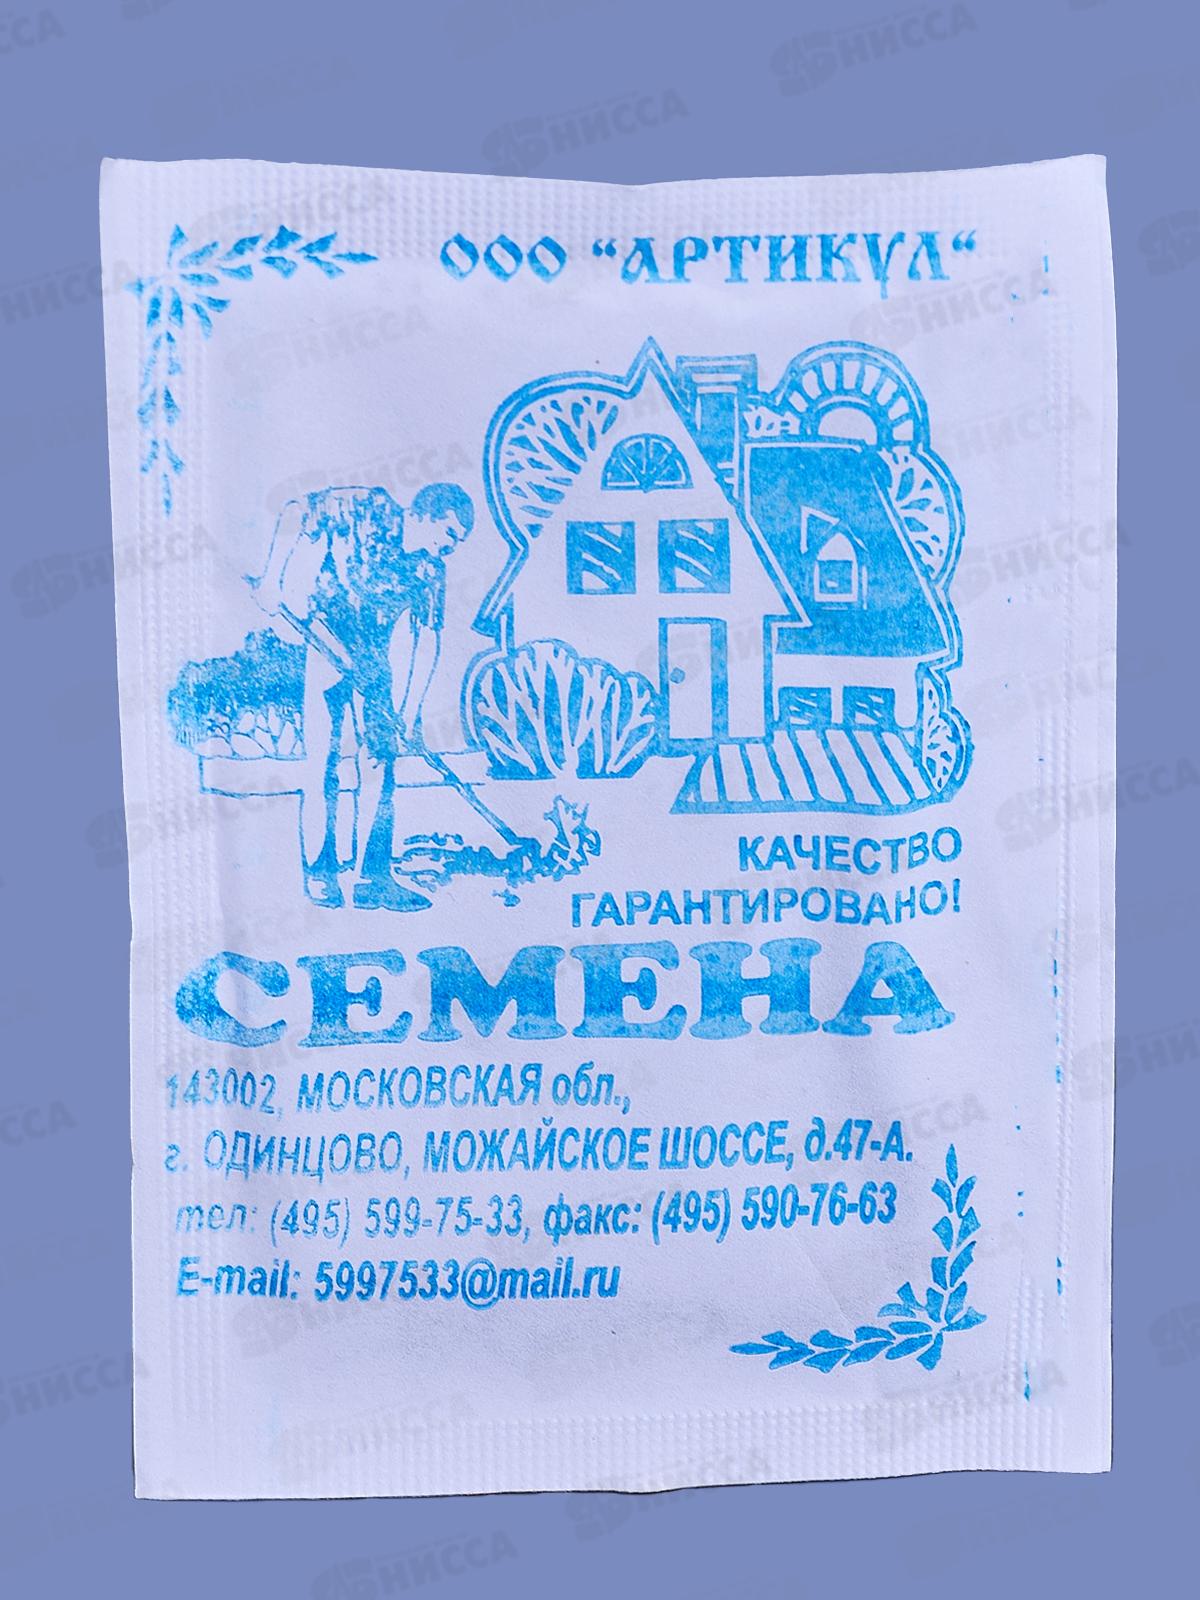 ООО “АРТИКУЛ“
КАЧЕСТВО
ГАРАНТИРОВАНО!
СЕМЕНА
143002, МОСКОВСКАЯ обл.,
г. ОДИНЦОВО, МОЖАЙСКОЕ ШОССЕ, д.47-А.
тел: (495) 599-75-33, факс: (495) 590-76-63
E-mail: 5997533@mail.ru
НИССА